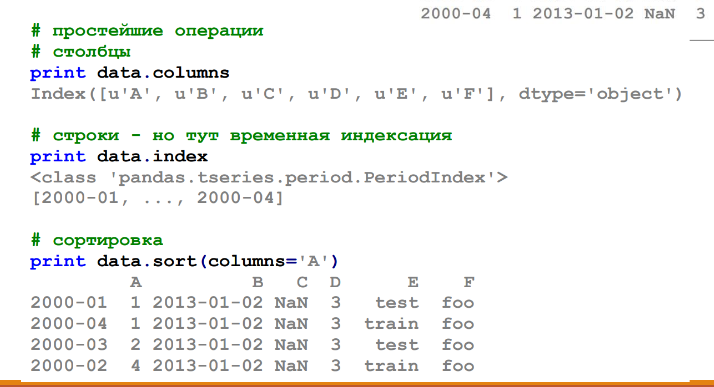 2000-04  1 2013-01-02 NaN  3
# простейшие операции
# столбцы
print data.columns
Index([u'A', u'B', u'C', u'D', u'E', u'F'], dtype='object')
# строки - но тут временная индексация
print data.index
<class 'pandas.tseries.period.PeriodIndex'>
[2000-01, ..., 2000-04]
# сортировка
print data.sort(columns='A')
         A          B   C  D      E    F
2000-01  1 2013-01-02 NaN  3   test  foo
2000-04  1 2013-01-02 NaN  3  train  foo
2000-03  2 2013-01-02 NaN  3   test  foo
2000-02  4 2013-01-02 NaN  3  train  foo